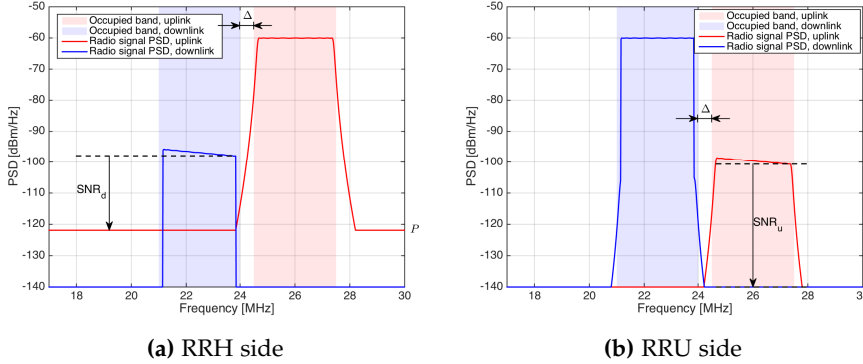 Δ
Occupied band, uplink
Occupied band, downlink
Radio signal PSD, uplink
Radio signal PSD, downlink
PSD [dBm/Hz]
-50
-60
-70
-80
-90
-100
-110
-120
-130
-140
SNRd
P
18
20
22
24
26
28
30
Frequency [MHz]
(a) RRH side
Occupied band, uplink
Occupied band, downlink
Radio signal PSD, uplink
Radio signal PSD, downlink
Δ
PSD [dBm/Hz]
-50
-60
-70
-80
-90
-100
-110
-120
-130
-140
SNRu
18
20
22
24
26
28
30
Frequency [MHz]
(b) RRU side